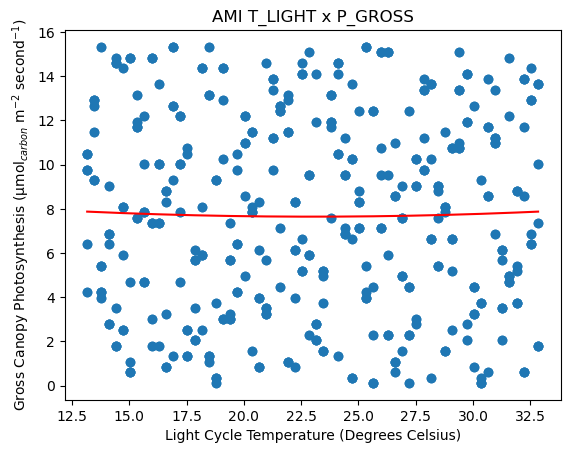 AMI T_LIGHT x P_GROSS
Gross Canopy Photosynthesis (μmol_carbon m⁻² second⁻¹)
16
14
12
10
8
6
4
2
0
12.5 15.0 17.5 20.0 22.5 25.0 27.5 30.0 32.5
Light Cycle Temperature (Degrees Celsius)